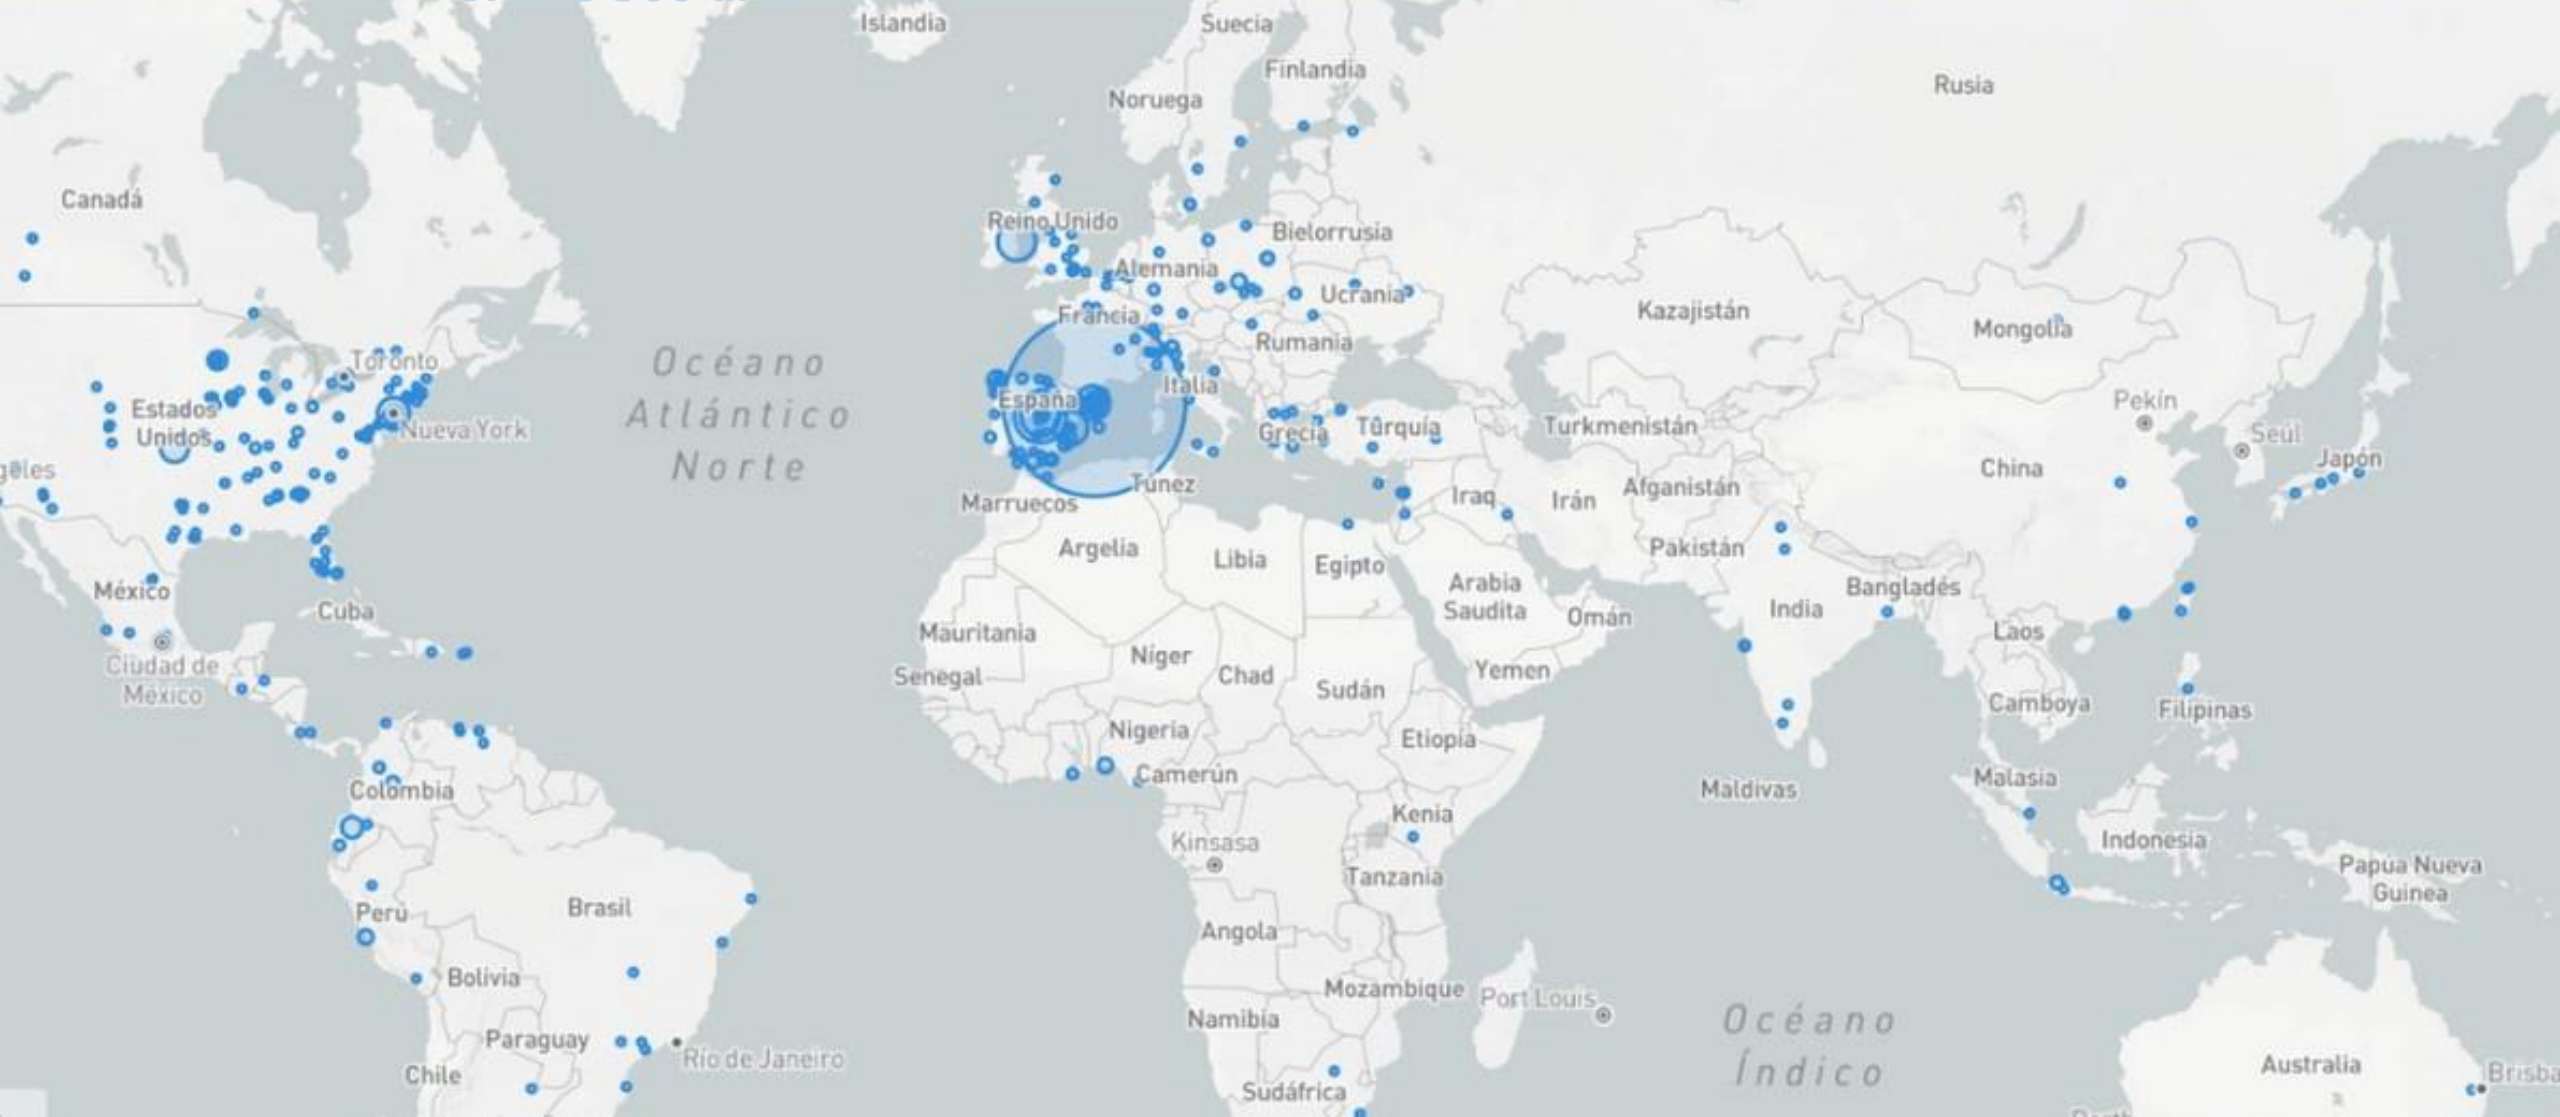 Islandia
Suecia
Finlandia
Rusia
Noruega
Canadá
Reino Unido
Bielorrusia
Alemania
Ucrania
Kazajistán
Francia
Mongolia
Rumania
Toronto
Océano
Atlántico
Norte
Italia
España
Estados
Unidos
Nueva York
Pekín
Grecia
Turquía
Turkmenistán
Seúl
Japón
geles
China
Túnez
Afganistán
Iraq
Irán
Marruecos
Argelia
Libia
Egipto
Pakistán
Arabia
Saudita
Bangladés
México
Cuba
India
Omán
Laos
Mauritania
Níger
Ciudad de
México
Senegal
Chad
Sudán
Yemen
Camboya
Filipinas
Nigeria
Etiopía
Camerún
Malasia
Colombia
Maldivas
Kenia
Kinsasa
Indonesia
Papúa Nueva
Guinea
Tanzania
Brasil
Perú
Angola
Bolivia
Mozambique
Port Louis
Namibia
Océano
Índico
Paraguay
Río de Janeiro
Chile
Australia
Brisba
Sudáfrica